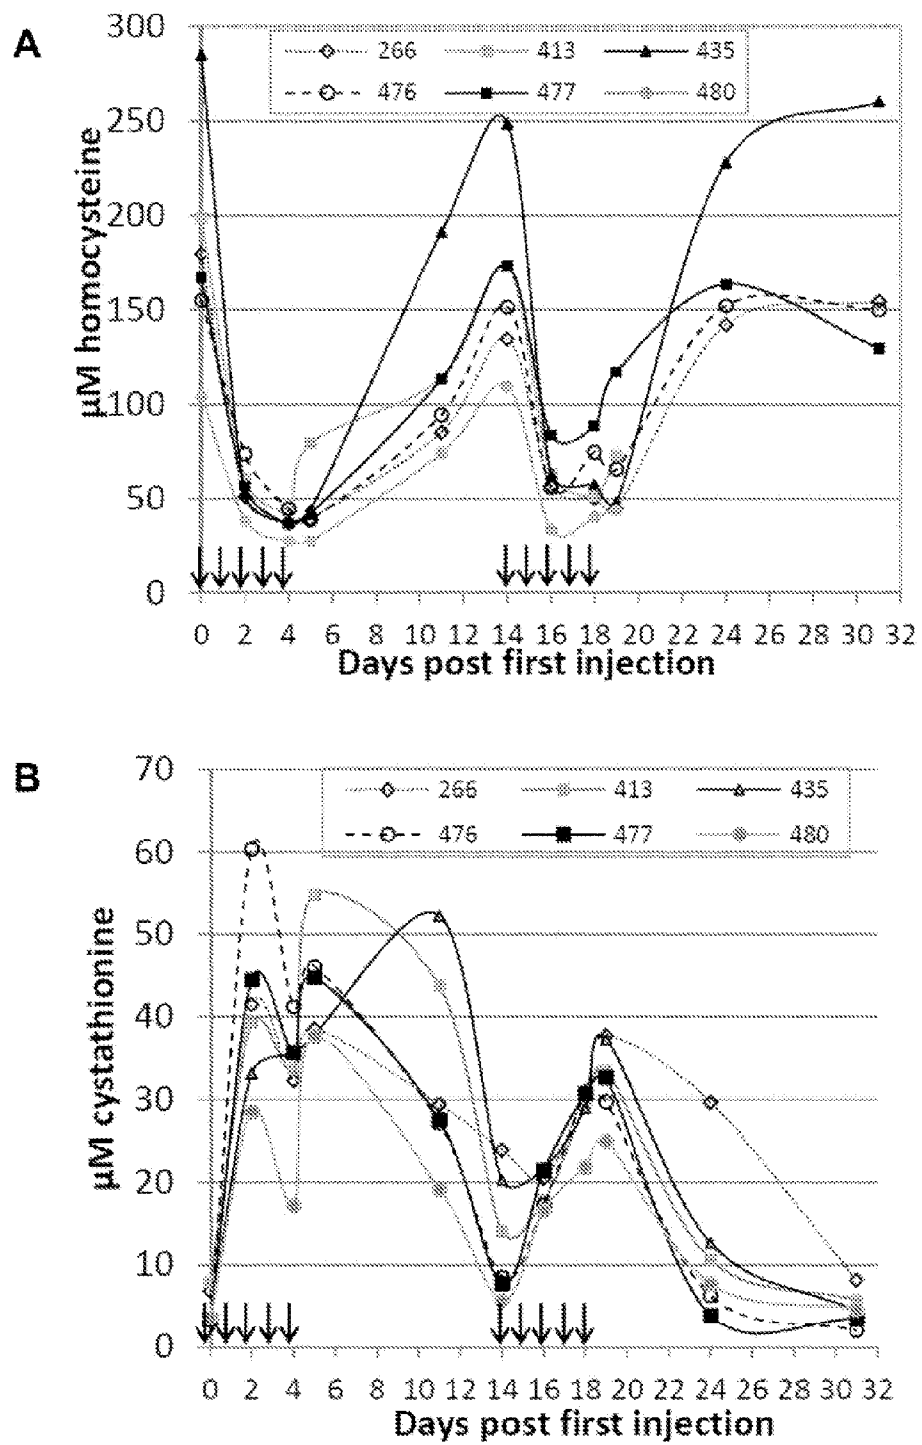 A
300
250
200
150
100
50
0
µM homocysteine
266 413 435
476 477 480
0 2 4 6 8 10 12 14 16 18 20 22 24 26 28 30 32
Days post first injection
B
70
60
50
40
30
20
10
0
µM cystathionine
266 413 435
476 477 480
0 2 4 6 8 10 12 14 16 18 20 22 24 26 28 30 32
Days post first injection